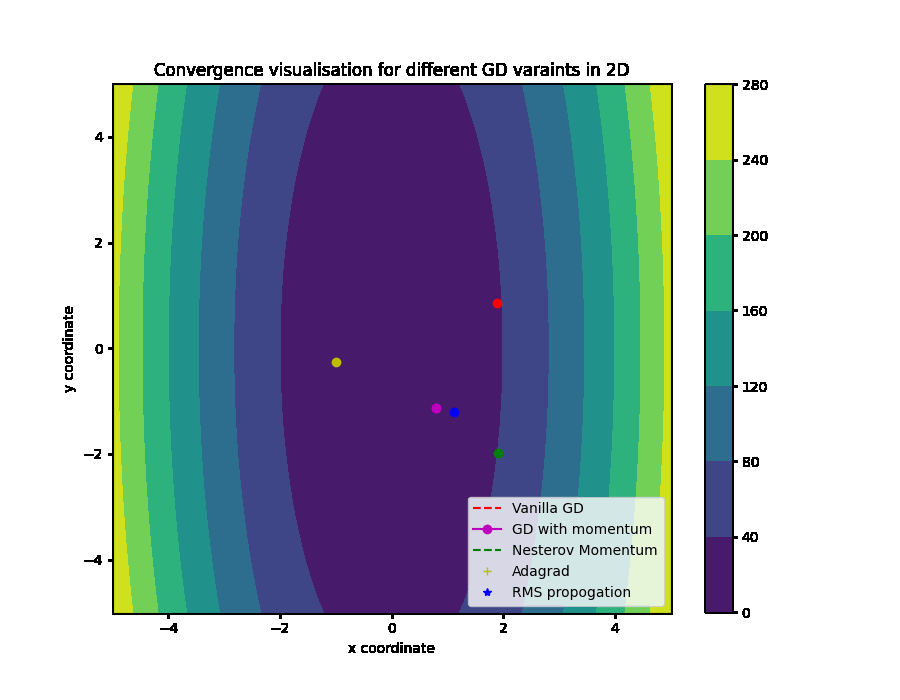 Convergence visualisation for different GD varaints in 2D
280
240
200
160
120
80
40
0
4
2
0
−2
−4
y coordinate
−4
−2
0
2
4
x coordinate
Vanilla GD
GD with momentum
Nesterov Momentum
Adagrad
RMS propogation